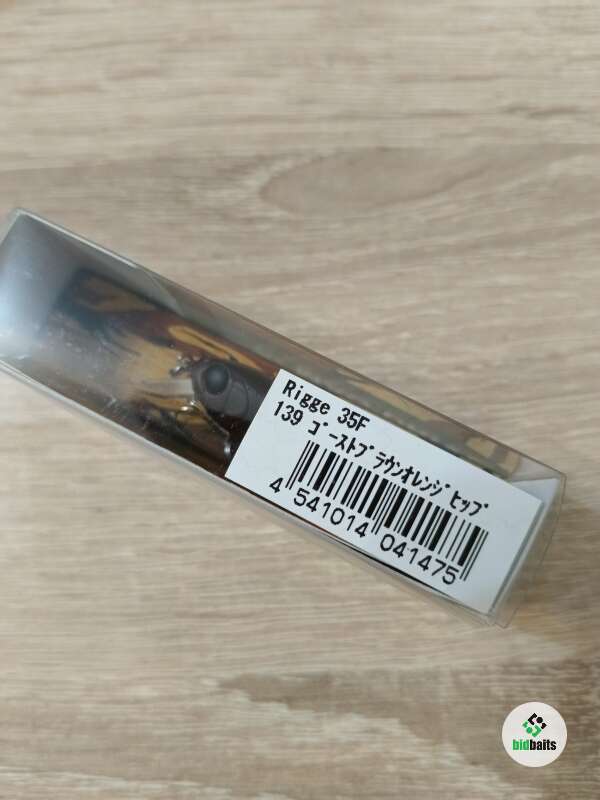 Rigge 35F
139 ｺﾞｰｽﾄﾌﾞﾗｳﾝｵﾚﾝｼﾞﾋｯﾌﾟ
4 541014 041475
bidbaits